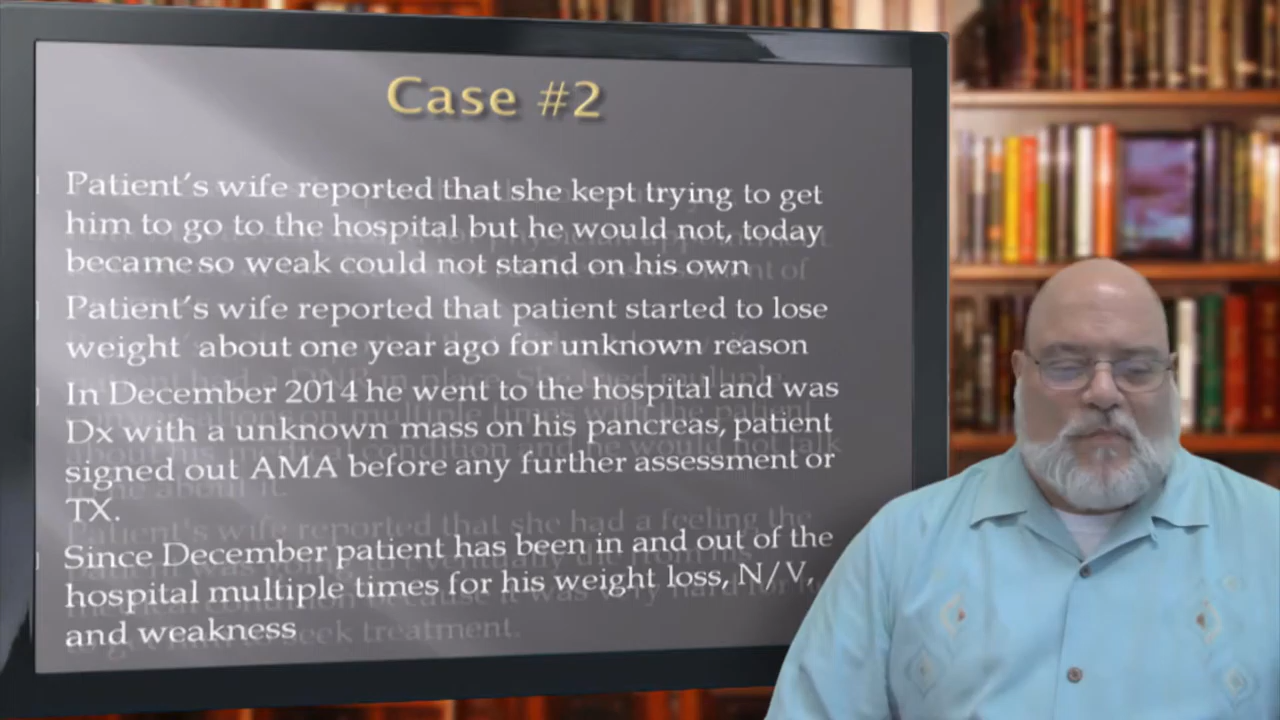 Case #2
Patient's wife reported that she kept trying to get
him to go to the hospital but he would not, today
became so weak could not stand on his own
Patient's wife reported that patient started to lose
weight about one year ago for unknown reason
In December 2014 he went to the hospital and was
Dx with a unknown mass on his pancreas, patient
signed out AMA before any further assessment or
TX.
Since December patient has been in and out of the
hospital multiple times for his weight loss, N/V,
and weakness